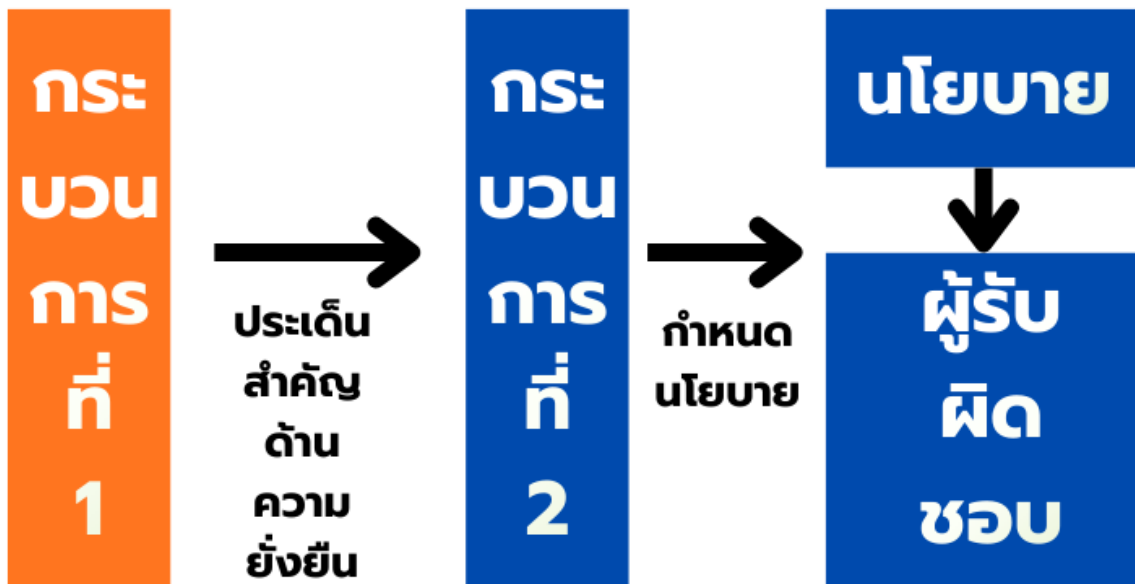 กระ
บวน
การ
ที่
1
ประเด็น
สำคัญ
ด้าน
ความ
ยั่งยืน
กระ
บวน
การ
ที่
2
กำหนด
นโยบาย
นโยบาย
ผู้รับ
ผิด
ชอบ